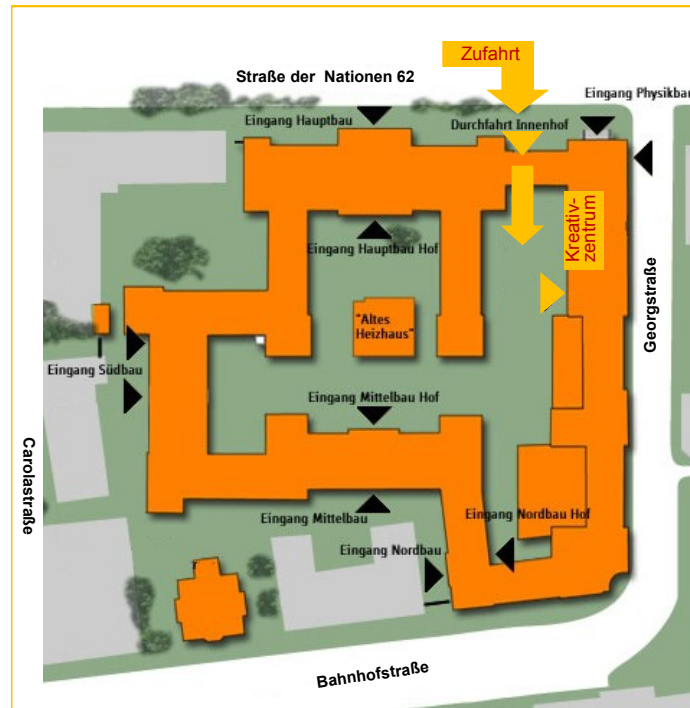 Zufahrt
Straße der Nationen 62
Eingang Physikbau
Eingang Hauptbau
Durchfahrt Innenhof
Kreativ-
zentrum
Eingang Hauptbau Hof
Georgstraße
"Altes
Heizhaus"
Eingang Südbau
Eingang Mittelbau Hof
Carolastraße
Eingang Mittelbau
Eingang Nordbau Hof
Eingang Nordbau
Bahnhofstraße